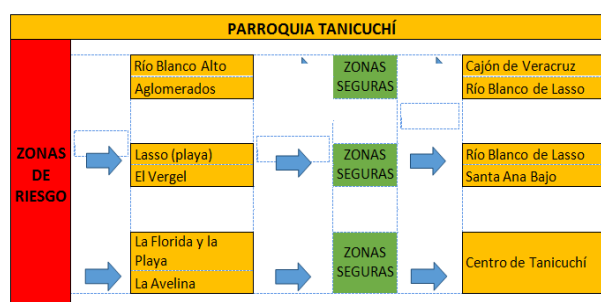 PARROQUIA TANICUCHÍ
ZONAS
DE
RIESGO
Río Blanco Alto
Aglomerados
ZONAS
SEGURAS
Cajón de Veracruz
Río Blanco de Lasso
Lasso (playa)
El Vergel
ZONAS
SEGURAS
Río Blanco de Lasso
Santa Ana Bajo
La Florida y la
Playa
La Avelina
ZONAS
SEGURAS
Centro de Tanicuchí